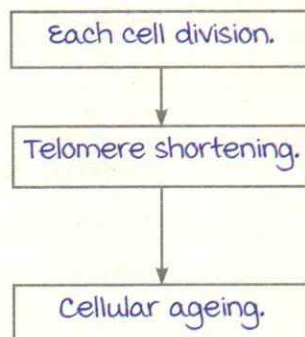 Each cell division.
Telomere shortening.
Cellular ageing.